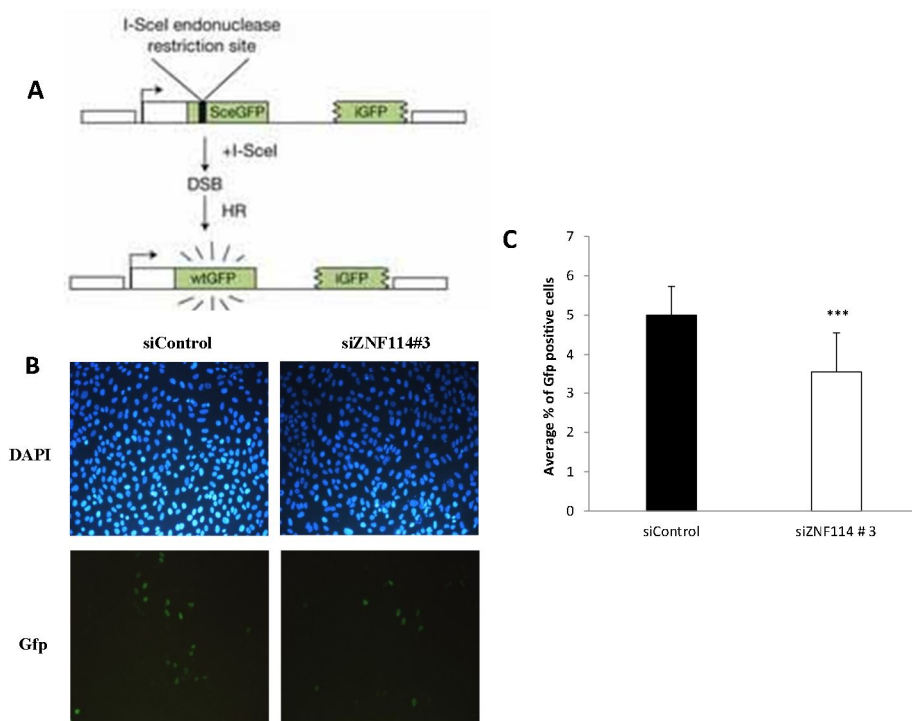 I-SceI endonuclease
restriction site
A
SceGFP
iGFP
+I-SceI
DSB
HR
wtGFP
iGFP
B
siControl
siZNF114#3
DAPI
Gfp
C
Average % of Gfp positive cells
7
6
5
4
3
2
1
0
***
siControl
siZNF114 # 3